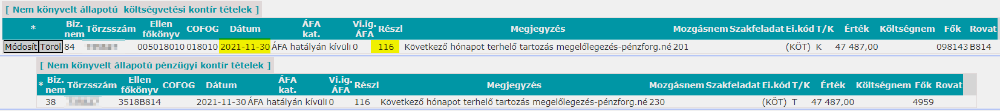 [ Nem könyvelt állapotú  költségvetési kontír tételek ]
* Biz. nem Törzsszám Ellen főkönyv COFOG Dátum ÁFA kat. Vi.ig. ÁFA Részl Megjegyzés Mozgásnem Szakfeladat Ei.kód T/K Érték Költségnem Fők Rovat
Módosít Töröl 84 005018010 018010 2021-11-30 ÁFA hatályán kívüli 0 116 Következő hónapot terhelő tartozás megelőlegezés-pénzforg.né 201 (KÖT) K 47 487,00 098143 B814
[ Nem könyvelt állapotú pénzügyi kontír tételek ]
* Biz. nem Törzsszám Ellen főkönyv COFOG Dátum ÁFA kat. Vi.ig. ÁFA Részl Megjegyzés Mozgásnem Szakfeladat Ei.kód T/K Érték Költségnem Fők Rovat
38 3518B814 2021-11-30 ÁFA hatályán kívüli 0 116 Következő hónapot terhelő tartozás megelőlegezés-pénzforg.né 230 (KÖT) T 47 487,00 4959